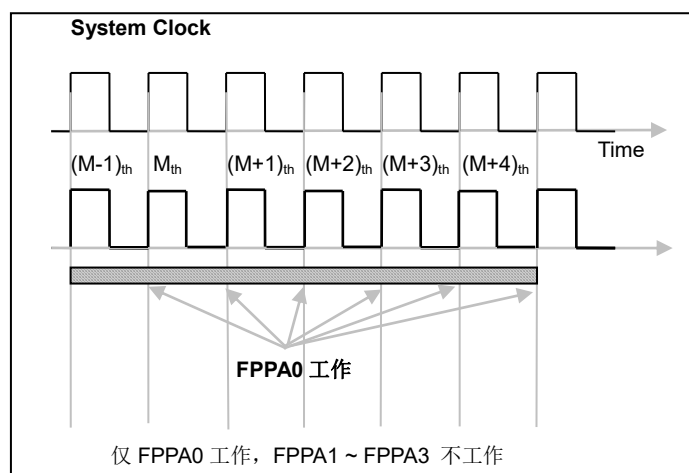 System Clock
Time
(M-1)th Mth (M+1)th (M+2)th (M+3)th (M+4)th
FPPA0 工作
仅 FPPA0 工作，FPPA1 ~ FPPA3 不工作